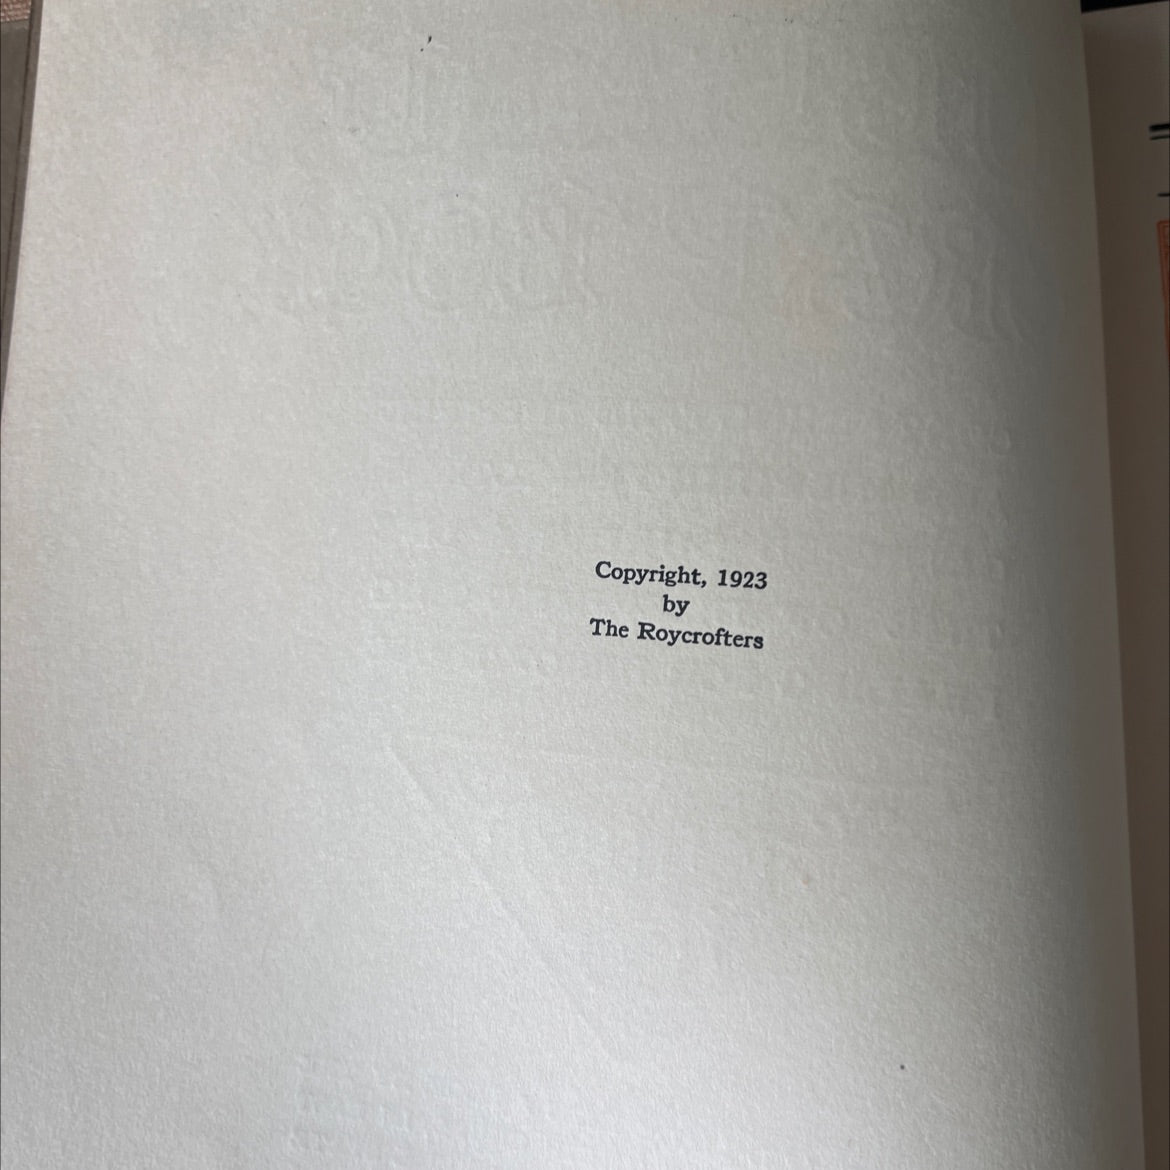 Copyright, 1923
by
The Roycrofters